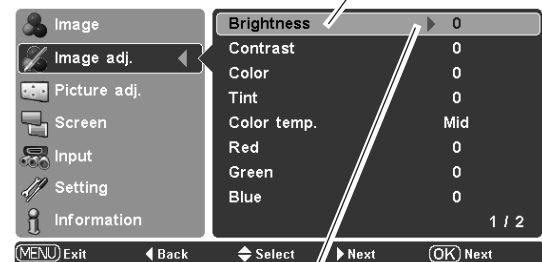 Image
Image adj.
Picture adj.
Screen
Input
Setting
Information
Brightness 0
Contrast 0
Color 0
Tint 0
Color temp. Mid
Red 0
Green 0
Blue 0
1 / 2
MENU Exit Back Select Next OK Next